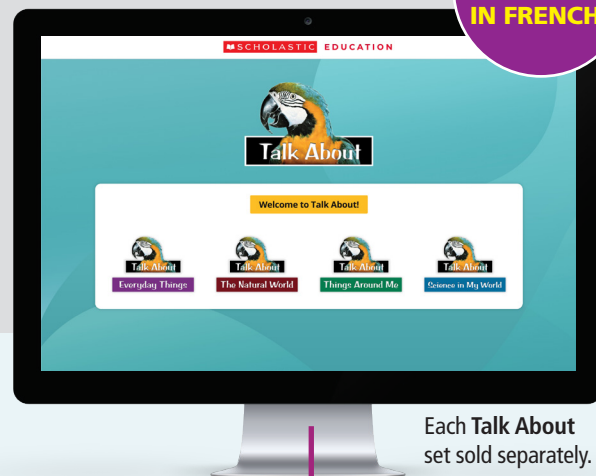 IN FRENCH
SCHOLASTIC EDUCATION
Talk About
Welcome to Talk About!
Talk About Talk About Talk About Talk About
Everyday Things The Natural World Things Around Me Science in My World
Each Talk About
set sold separately.